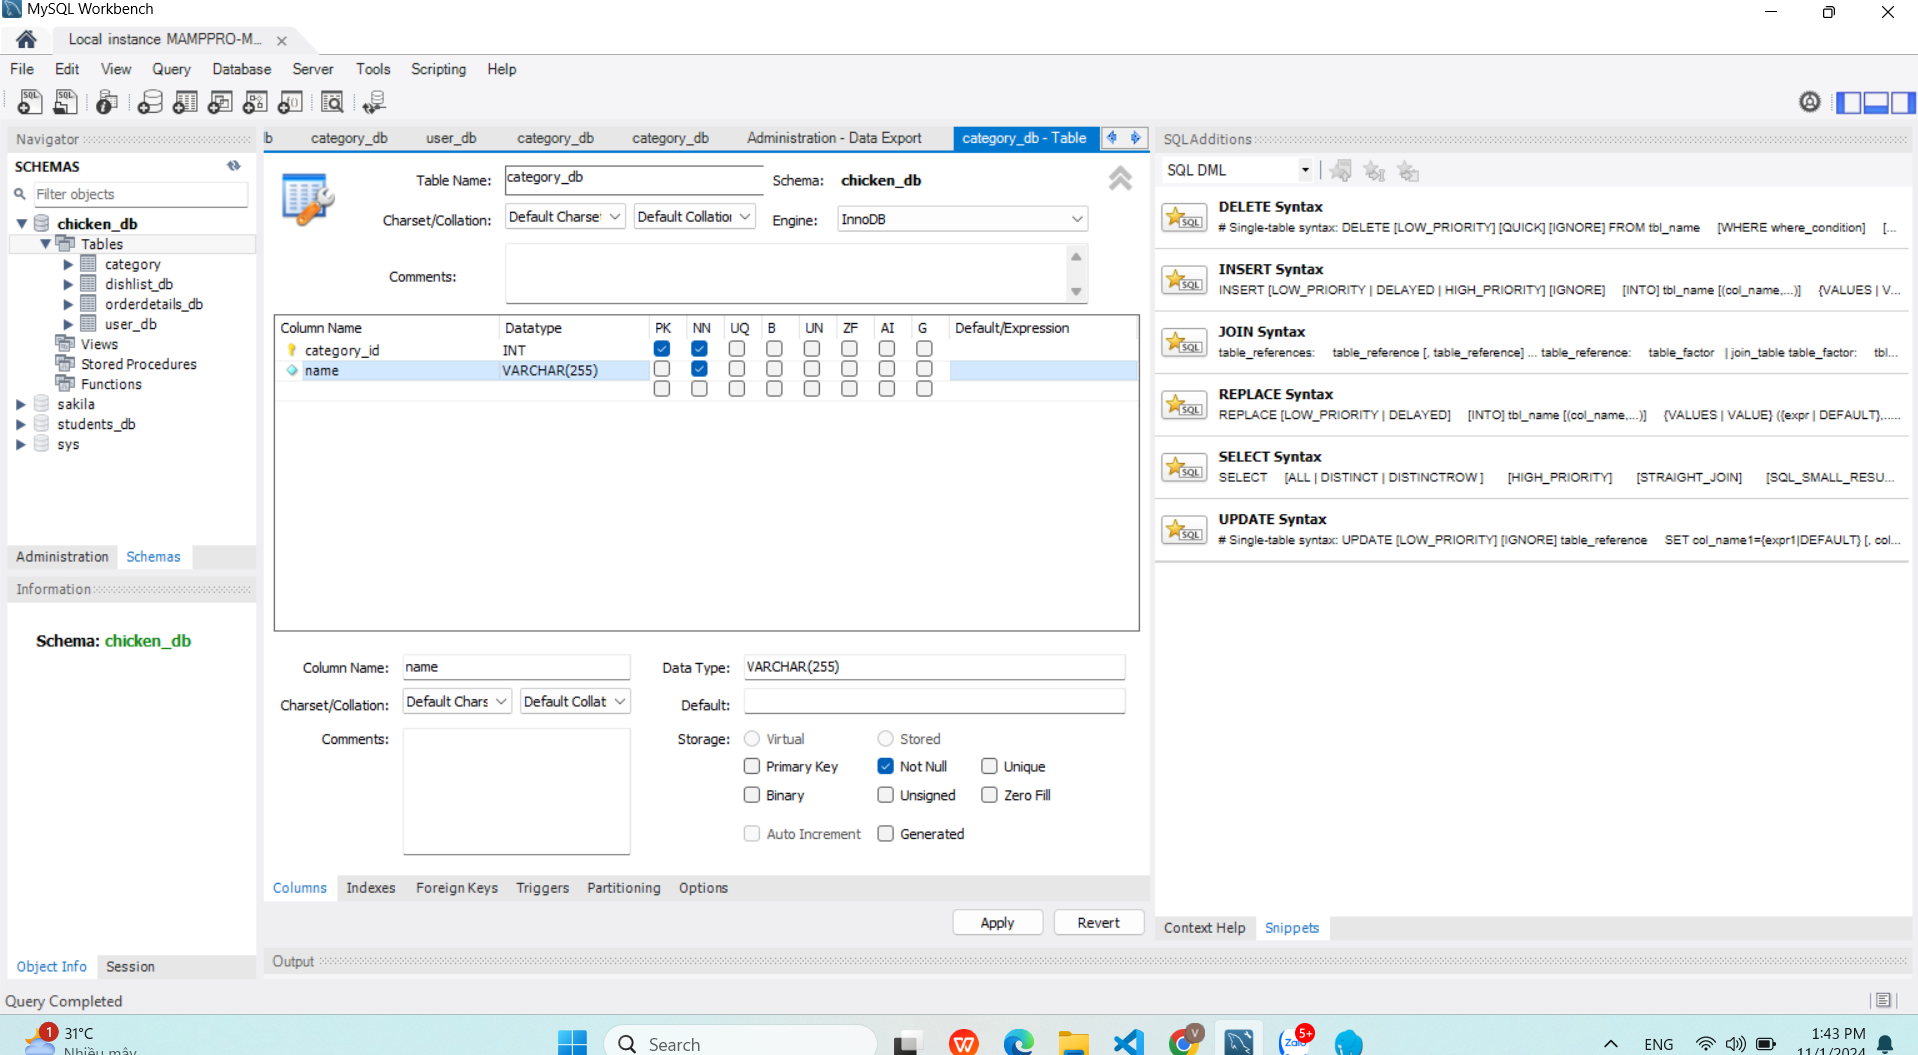 MySQL Workbench
Local instance MAMPPRO-M...
File Edit View Query Database Server Tools Scripting Help
Navigator
SCHEMAS
Filter objects
chicken_db
Tables
category
dishlist_db
orderdetails_db
user_db
Views
Stored Procedures
Functions
sakila
students_db
sys
Administration Schemas
Information
Schema: chicken_db
Object Info Session
b category_db user_db category_db category_db Administration - Data Export category_db - Table
Table Name: category_db Schema: chicken_db
Charset/Collation: Default Charse Default Collatio Engine: InnoDB
Comments:
Column Name Datatype PK NN UQ B UN ZF AI G Default/Expression
category_id INT
name VARCHAR(255)
Column Name: name Data Type: VARCHAR(255)
Charset/Collation: Default Chars Default Collat Default:
Comments: Storage: Virtual Stored
Primary Key Not Null Unique
Binary Unsigned Zero Fill
Auto Increment Generated
Columns Indexes Foreign Keys Triggers Partitioning Options
Apply Revert
Output
SQLAdditions
SQL DML
DELETE Syntax
# Single-table syntax: DELETE [LOW_PRIORITY] [QUICK] [IGNORE] FROM tbl_name [WHERE where_condition] [...
INSERT Syntax
INSERT [LOW_PRIORITY | DELAYED | HIGH_PRIORITY] [IGNORE] [INTO] tbl_name [(col_name,...)] {VALUES | V...
JOIN Syntax
table_references: table_reference [, table_reference] ... table_reference: table_factor | join_table table_factor: tbl...
REPLACE Syntax
REPLACE [LOW_PRIORITY | DELAYED] [INTO] tbl_name [(col_name,...)] {VALUES | VALUE} ({expr | DEFAULT},.....
SELECT Syntax
SELECT [ALL | DISTINCT | DISTINCTROW ] [HIGH_PRIORITY] [STRAIGHT_JOIN] [SQL_SMALL_RESU...
UPDATE Syntax
# Single-table syntax: UPDATE [LOW_PRIORITY] [IGNORE] table_reference SET col_name1={expr1|DEFAULT} [, col...
Context Help Snippets
Query Completed
1 31°C
Nhiều mây
Search
V
Zalo 5+
ENG
1:43 PM
11/1/2024